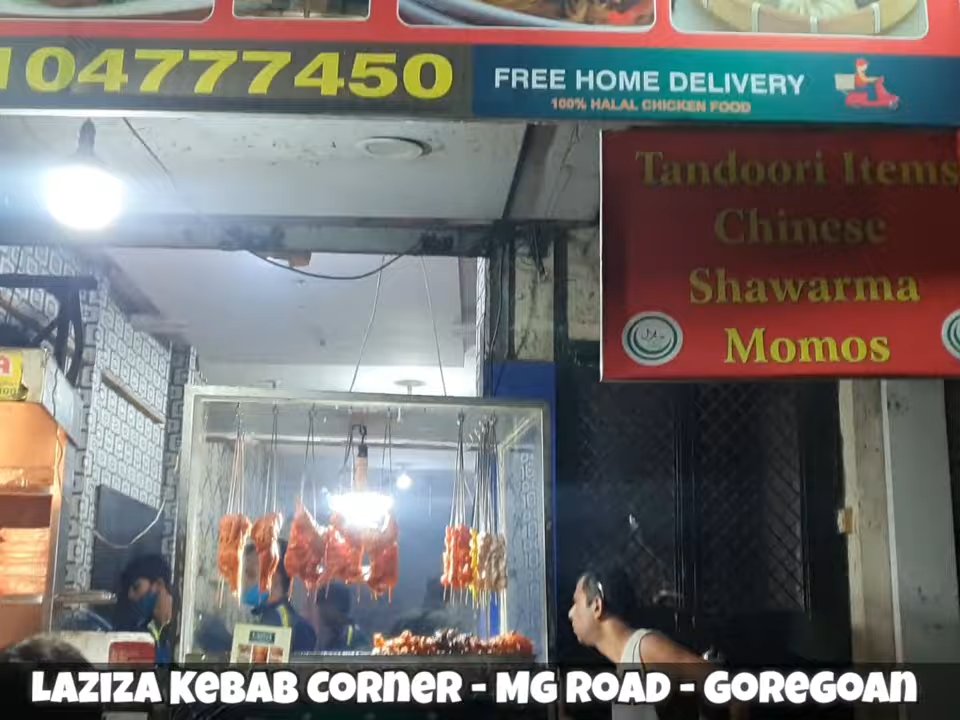 104777450
FREE HOME DELIVERY
100% HALAL CHICKEN FOOD
Tandoori Items
Chinese
Shawarma
Momos
LAZIZA KEBAB CORNER - MG ROAD - GOREGOAN